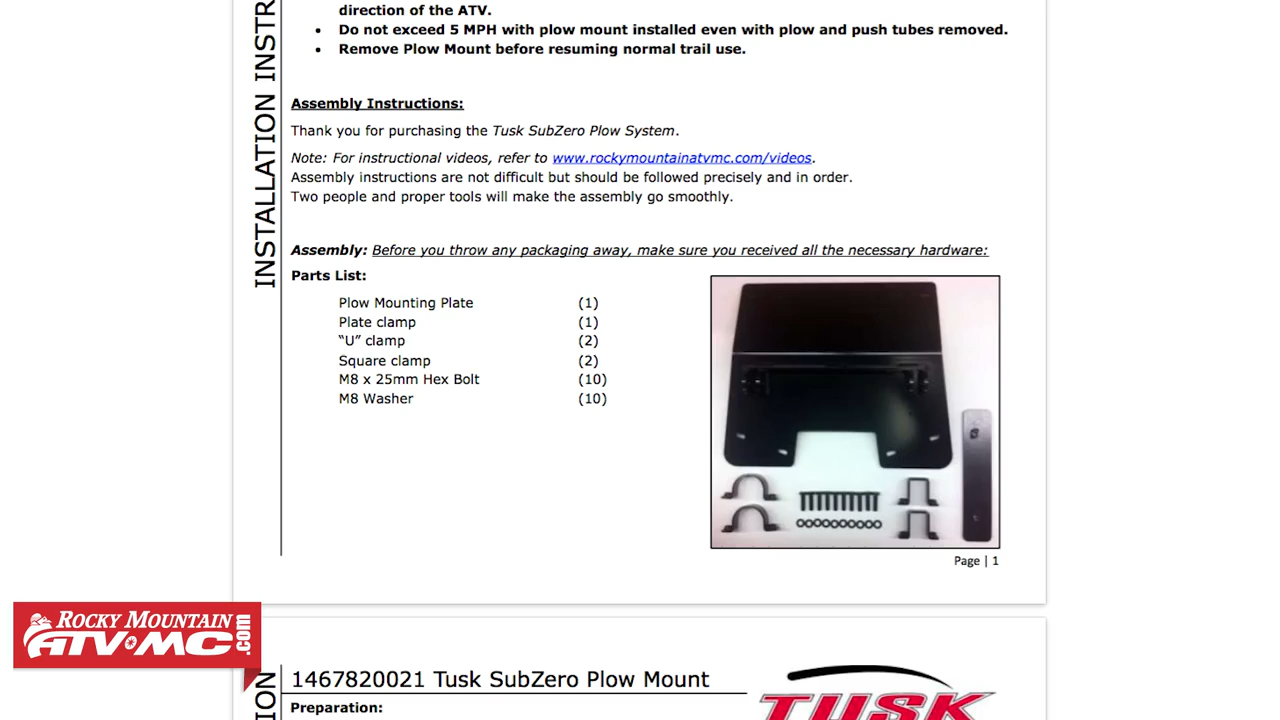 INSTALLATION INSTR
direction of the ATV.
• Do not exceed 5 MPH with plow mount installed even with plow and push tubes removed.
• Remove Plow Mount before resuming normal trail use.
Assembly Instructions:
Thank you for purchasing the Tusk SubZero Plow System.
Note: For instructional videos, refer to www.rockymountainatvmc.com/videos.
Assembly instructions are not difficult but should be followed precisely and in order.
Two people and proper tools will make the assembly go smoothly.
Assembly: Before you throw any packaging away, make sure you received all the necessary hardware:
Parts List:
Plow Mounting Plate (1)
Plate clamp (1)
“U” clamp (2)
Square clamp (2)
M8 x 25mm Hex Bolt (10)
M8 Washer (10)
Page | 1
ROCKY MOUNTAIN
ATV•MC.com
ION
1467820021 Tusk SubZero Plow Mount
Preparation:
TUSK